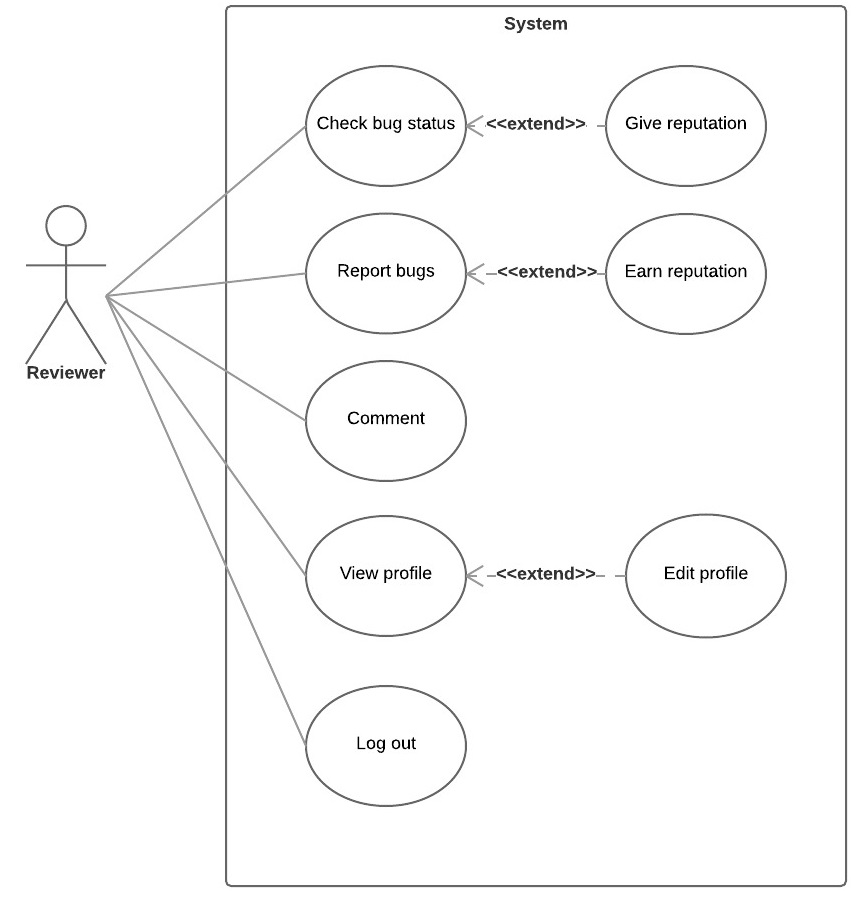 System
Check bug status
<<extend>>
Give reputation
Report bugs
<<extend>>
Earn reputation
Reviewer
Comment
View profile
<<extend>>
Edit profile
Log out